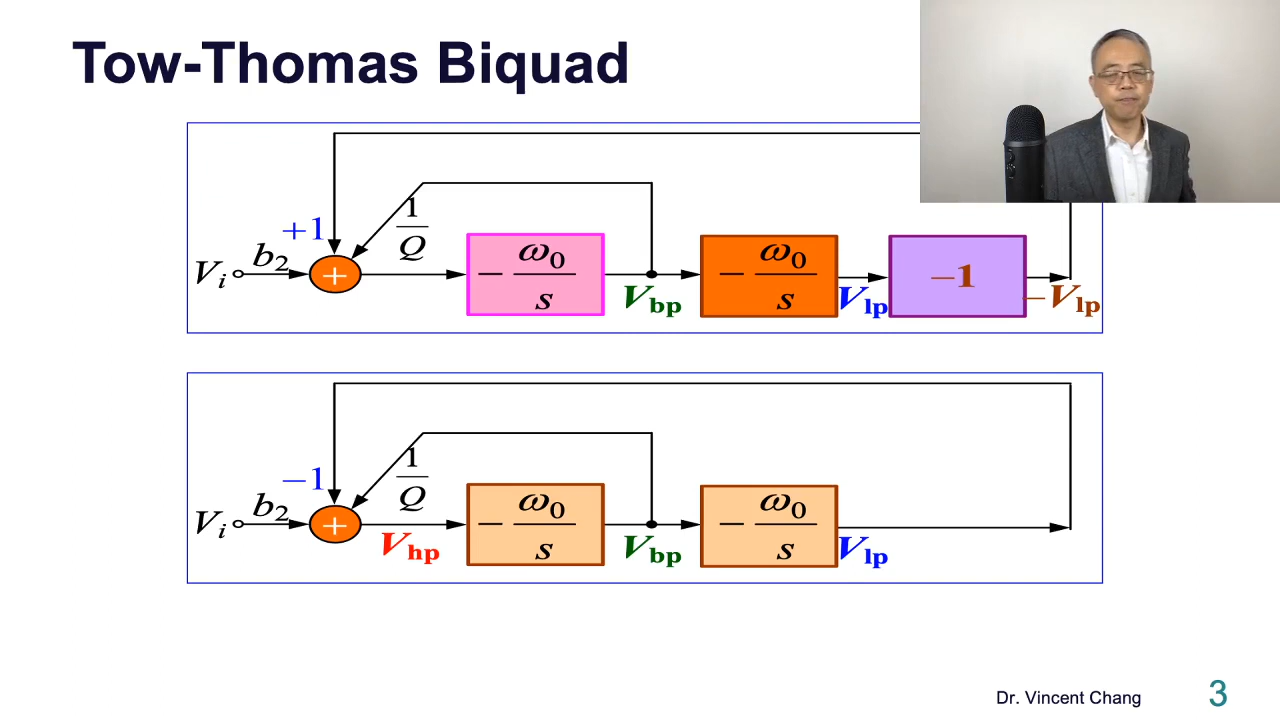 Tow-Thomas Biquad
+1
1
Q
V_i b_2 + − ω_0 / s V_bp − ω_0 / s V_lp −1 −V_lp
−1
1
Q
V_i b_2 + V_hp − ω_0 / s V_bp − ω_0 / s V_lp
Dr. Vincent Chang 3